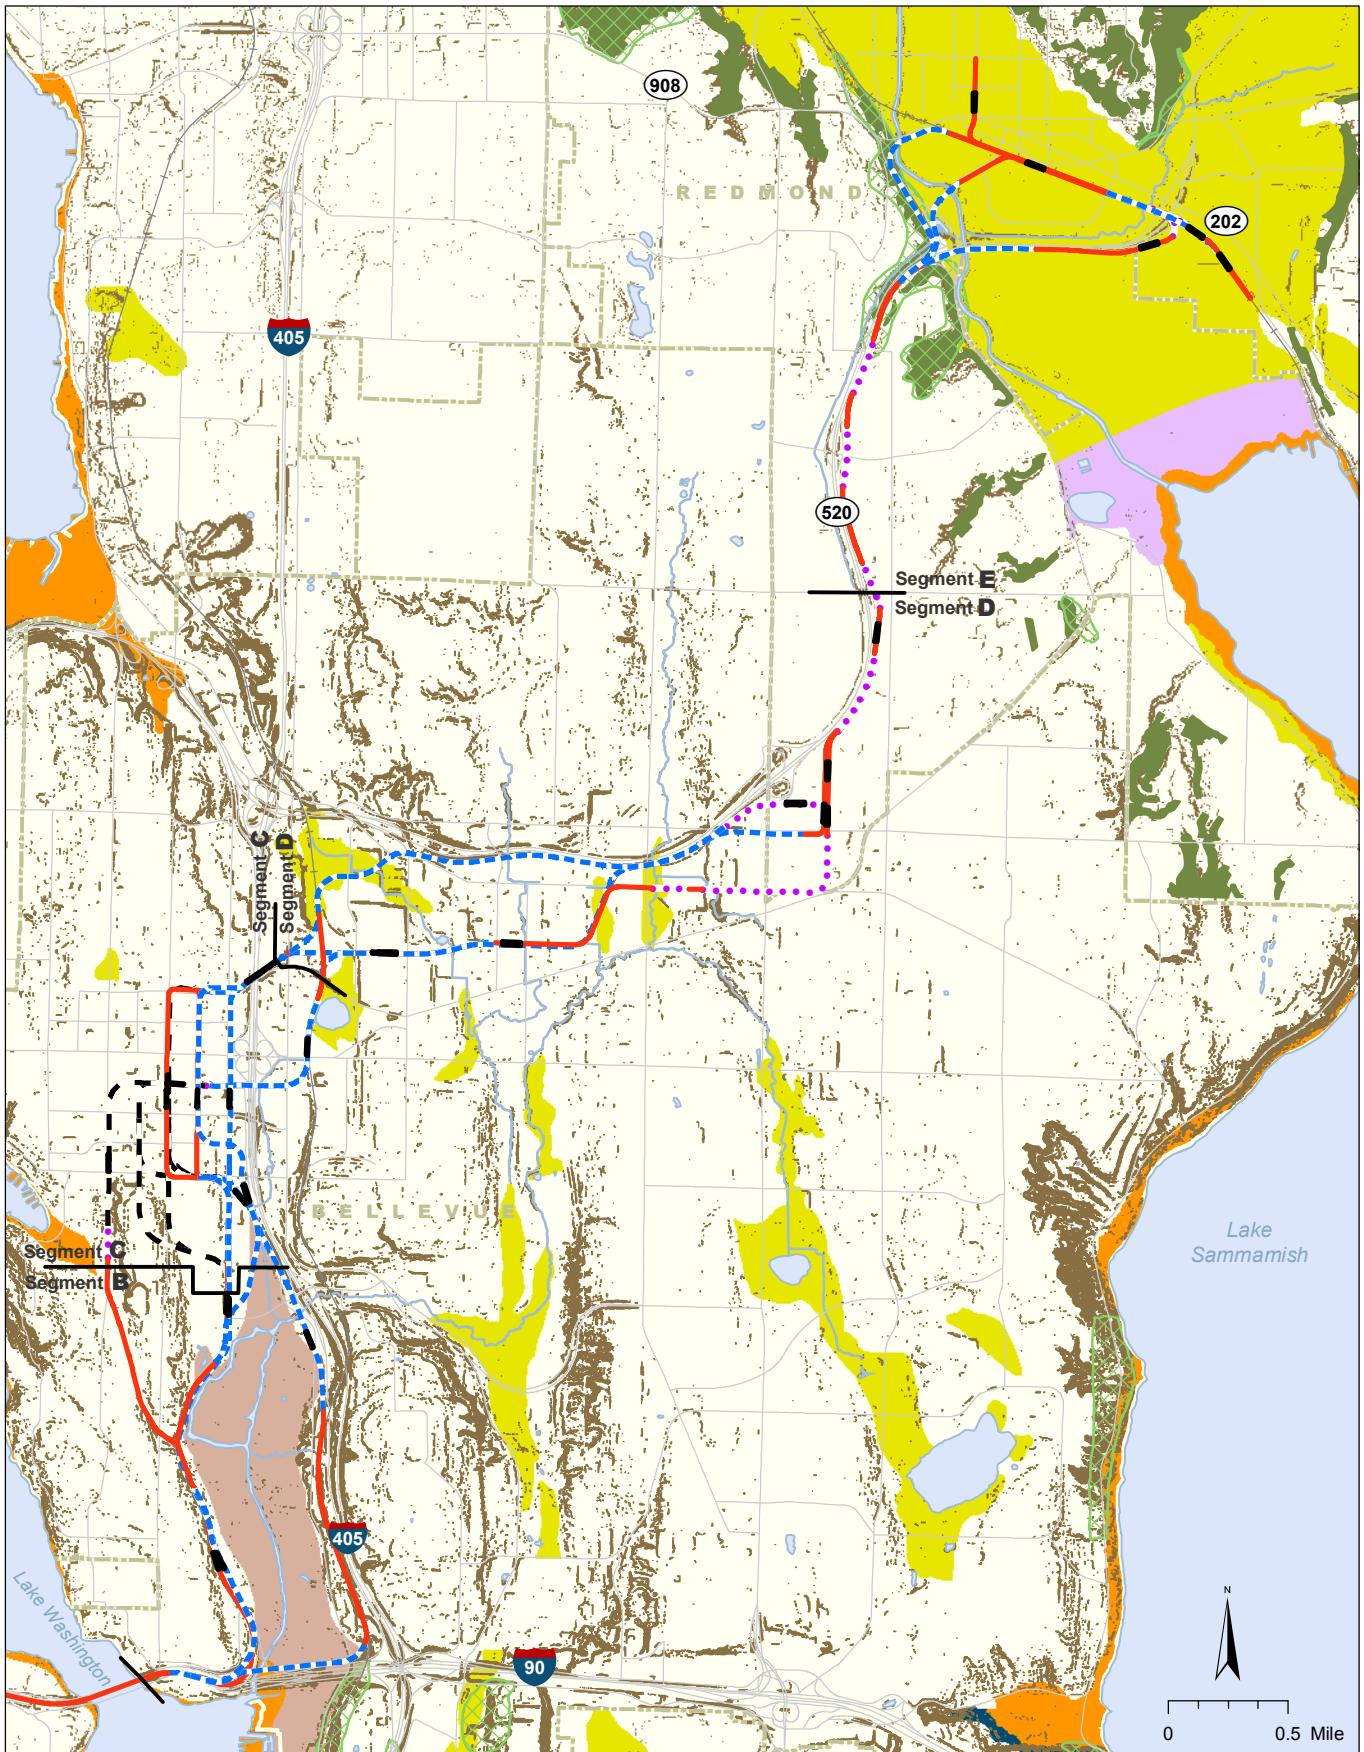 908
REDMOND
202
405
520
Segment E
Segment D
Segment C
Segment D
BELLEVUE
Lake
Sammamish
Segment C
Segment B
405
Lake Washington
90
N
0 0.5 Mile